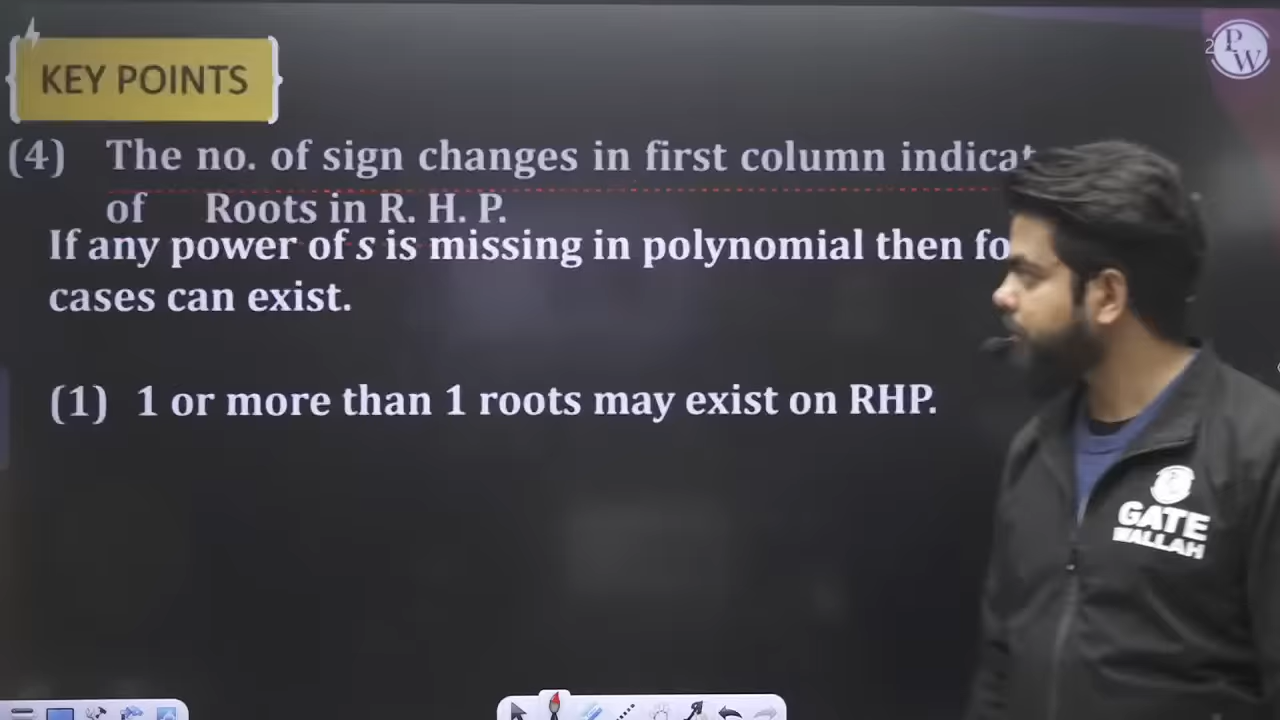 KEY POINTS
(4) The no. of sign changes in first column
of Roots in R. H. P.
If any power of s is missing in polynomial then
cases can exist.
(1) 1 or more than 1 roots may exist on RHP.
2
PW
GATE
WALLAH